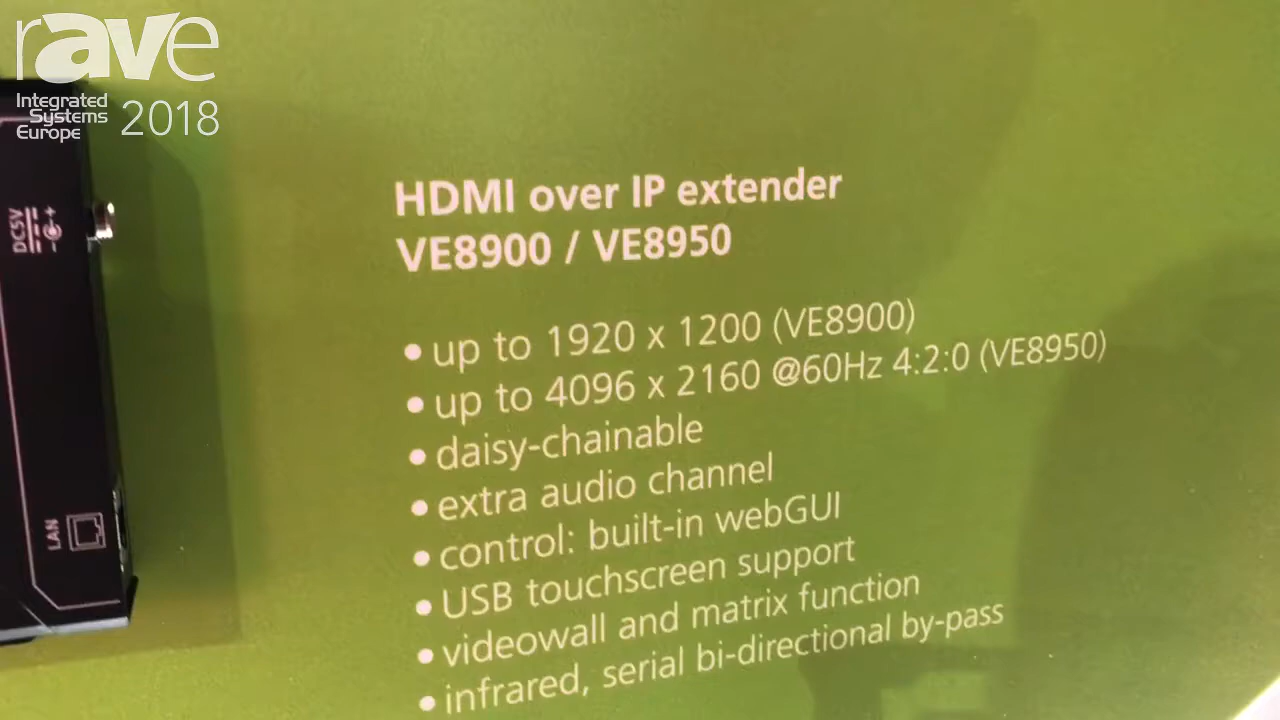 rave
Integrated
Systems
Europe
2018
DC5V
LAN
HDMI over IP extender
VE8900 / VE8950
• up to 1920 x 1200 (VE8900)
• up to 4096 x 2160 @60Hz 4:2:0 (VE8950)
• daisy-chainable
• extra audio channel
• control: built-in webGUI
• USB touchscreen support
• videowall and matrix function
• infrared, serial bi-directional by-pass